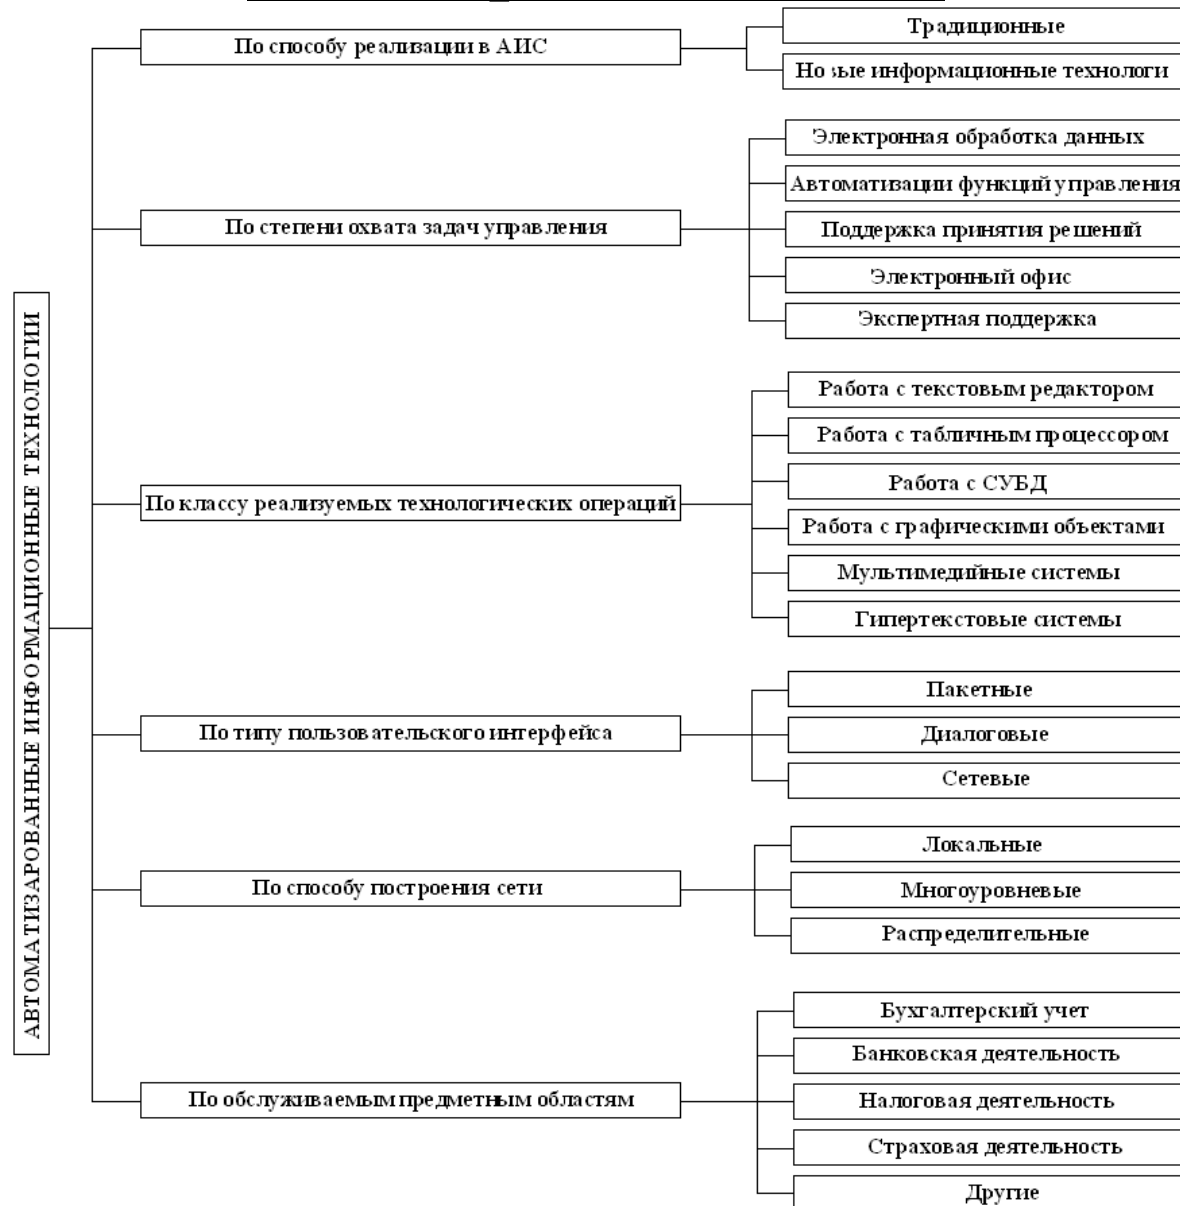 АВТОМАТИЗАРОВАННЫЕ ИНФОРМАЦИОННЫЕ ТЕХНОЛОГИИ
По способу реализации в АИС
Традиционные
Новые информационные технологи
По степени охвата задач управления
Электронная обработка данных
Автоматизации функций управления
Поддержка принятия решений
Электронный офис
Экспертная поддержка
По классу реализуемых технологических операций
Работа с текстовым редактором
Работа с табличным процессором
Работа с СУБД
Работа с графическими объектами
Мультимедийные системы
Гипертекстовые системы
По типу пользовательского интерфейса
Пакетные
Диалоговые
Сетевые
По способу построения сети
Локальные
Многоуровневые
Распределительные
По обслуживаемым предметным областям
Бухгалтерский учет
Банковская деятельность
Налоговая деятельность
Страховая деятельность
Другие